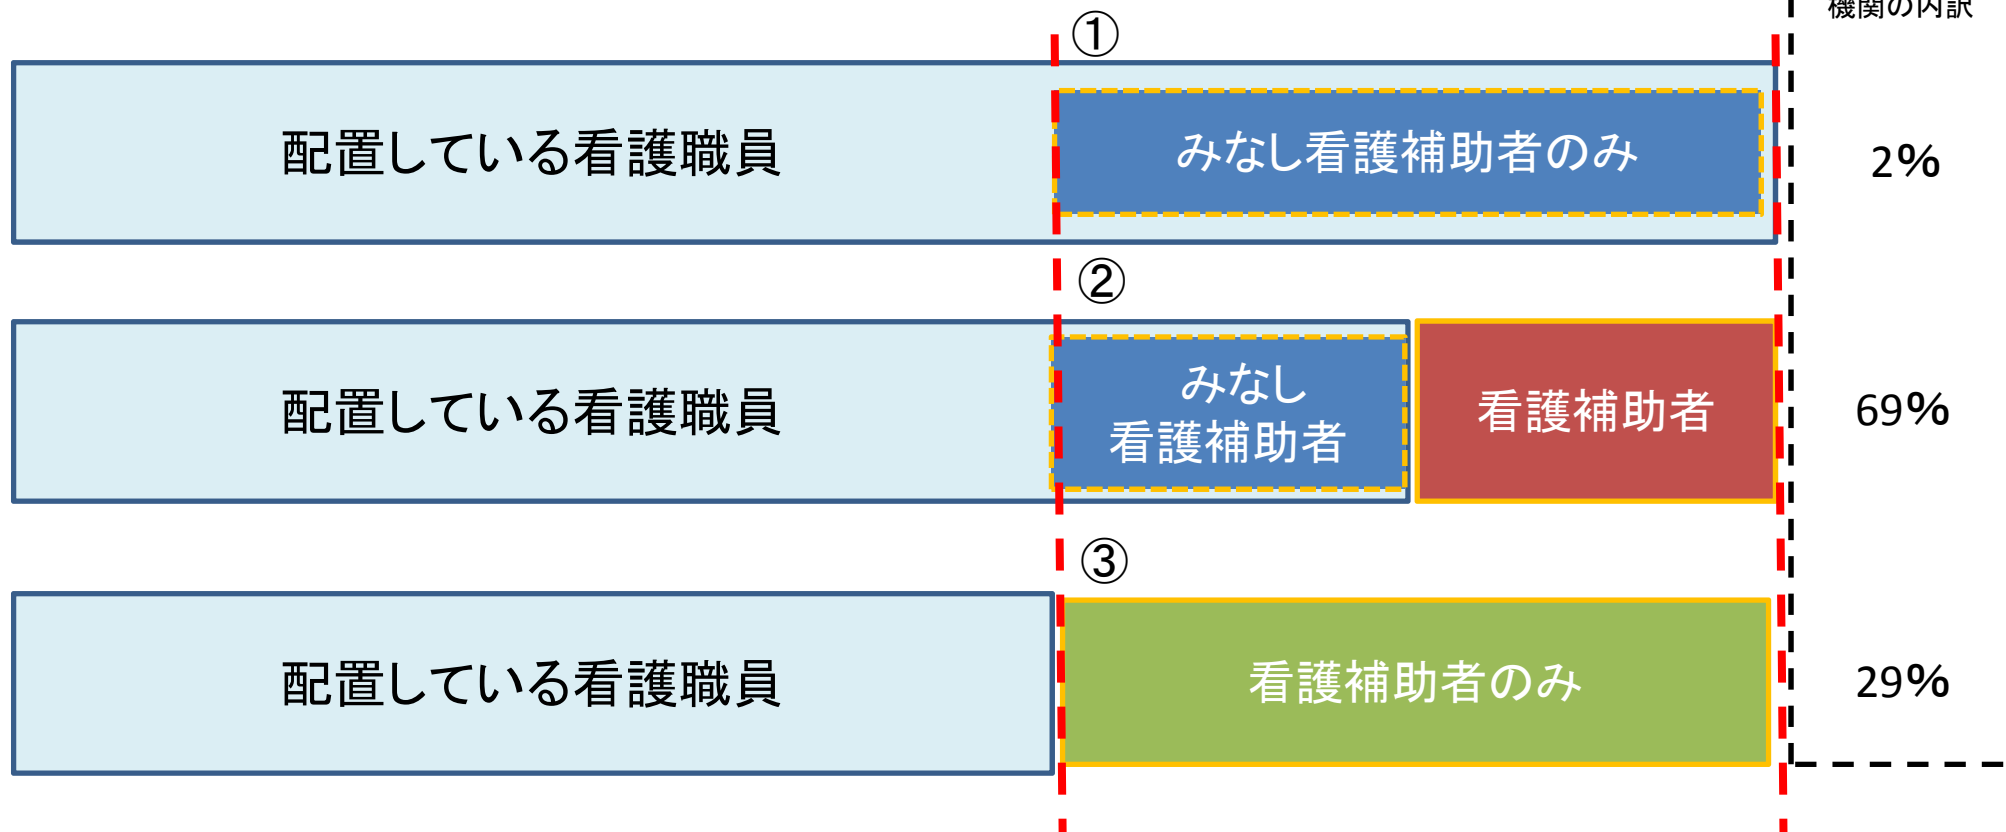 機関の内訳
①
配置している看護職員
みなし看護補助者のみ
2%
②
配置している看護職員
みなし
看護補助者
看護補助者
69%
③
配置している看護職員
看護補助者のみ
29%